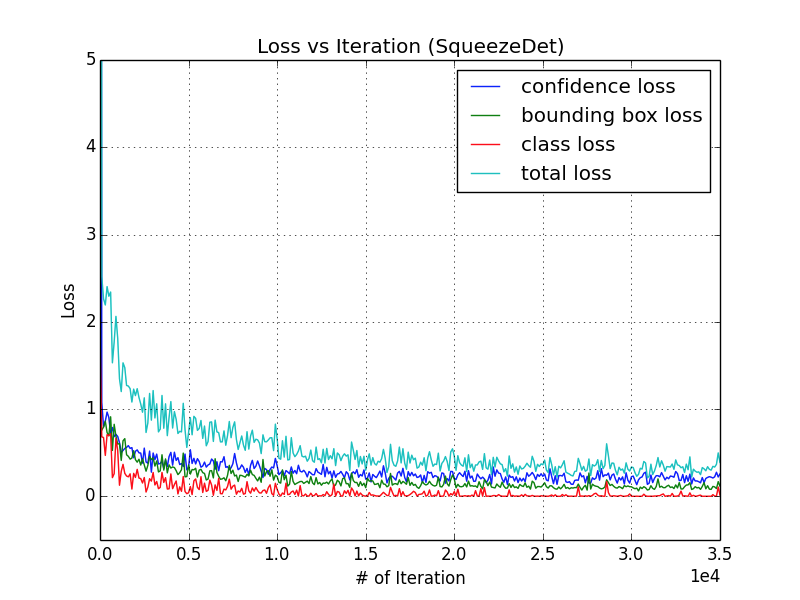 Loss vs Iteration (SqueezeDet)
5
4
3
2
1
0
Loss
confidence loss
bounding box loss
class loss
total loss
0.0 0.5 1.0 1.5 2.0 2.5 3.0 3.5
# of Iteration
1e4